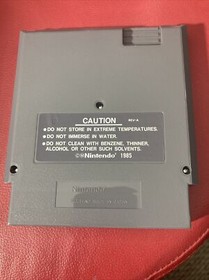 CAUTION
REV-A
● DO NOT STORE IN EXTREME TEMPERATURES.
● DO NOT IMMERSE IN WATER.
● DO NOT CLEAN WITH BENZENE, THINNER,
ALCOHOL OR OTHER SUCH SOLVENTS.
©®Nintendo 1985